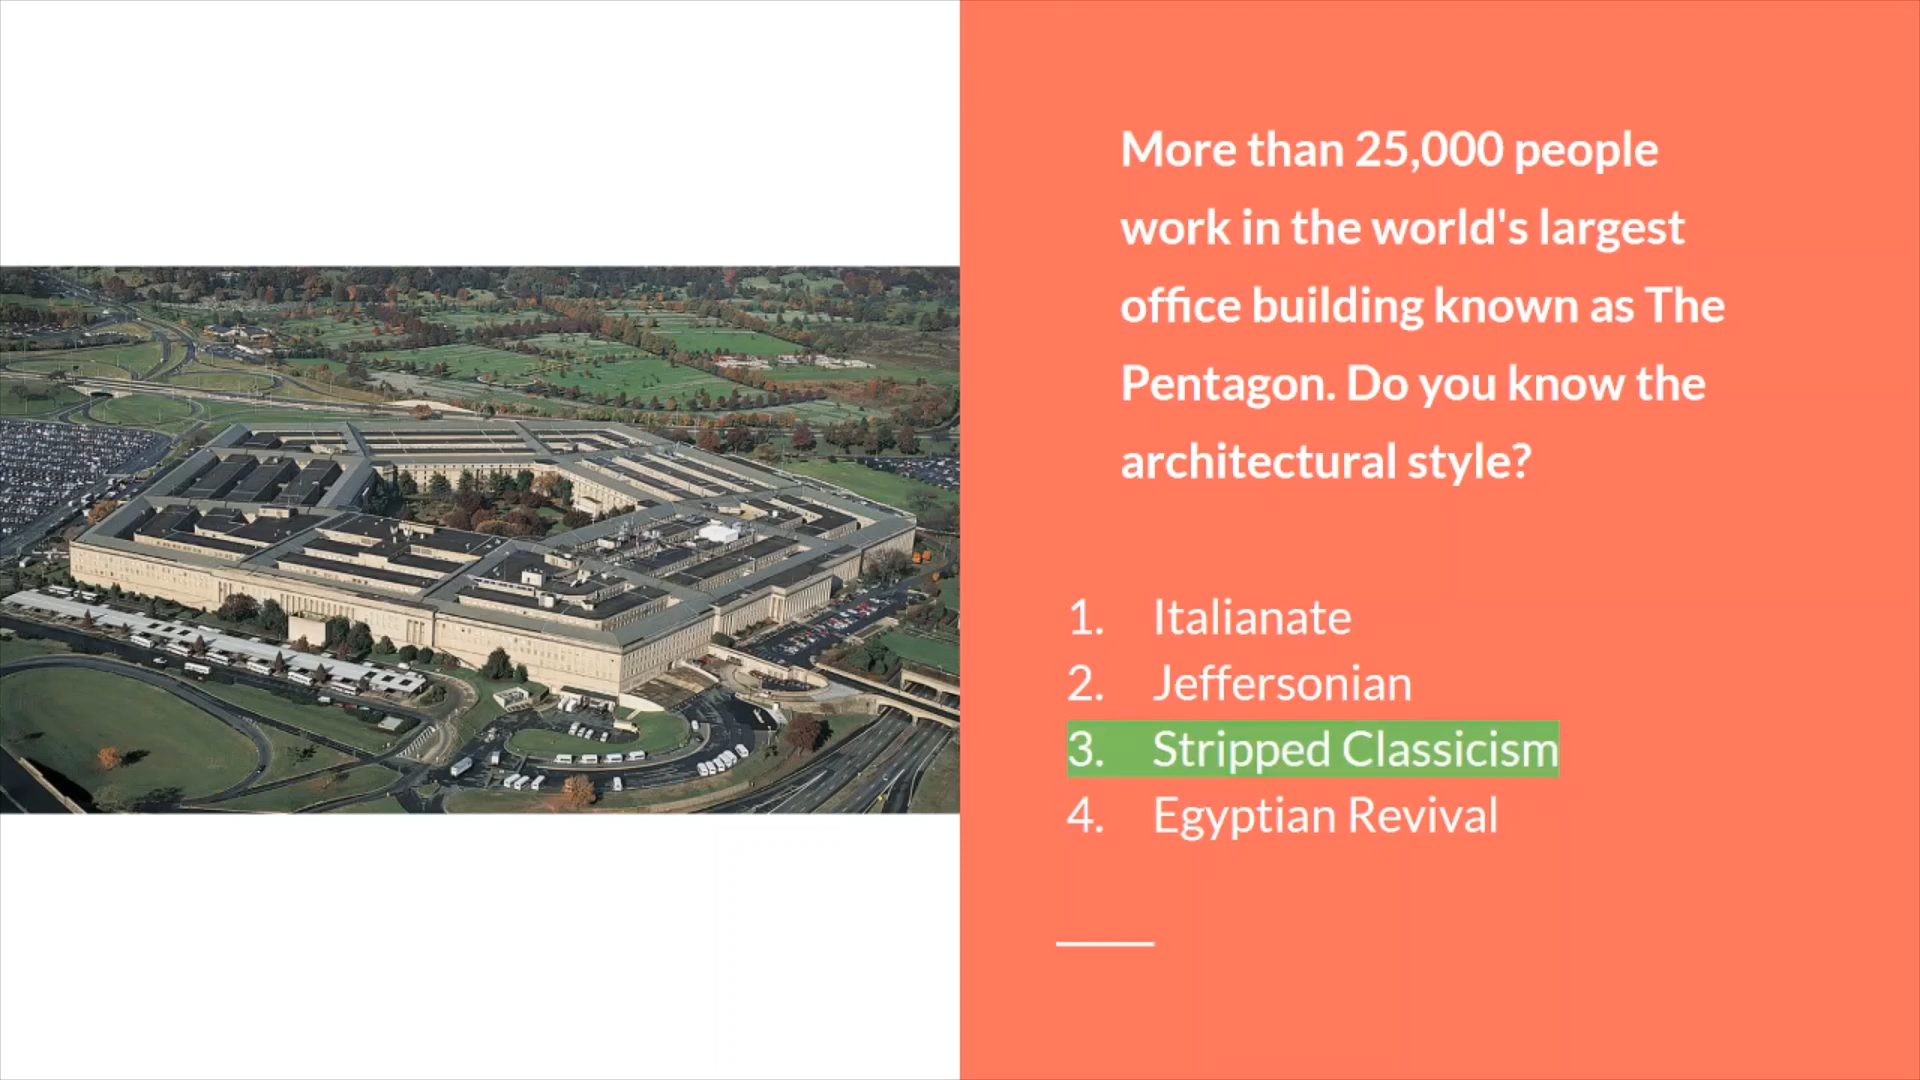 More than 25,000 people
work in the world's largest
office building known as The
Pentagon. Do you know the
architectural style?
1. Italianate
2. Jeffersonian
3. Stripped Classicism
4. Egyptian Revival